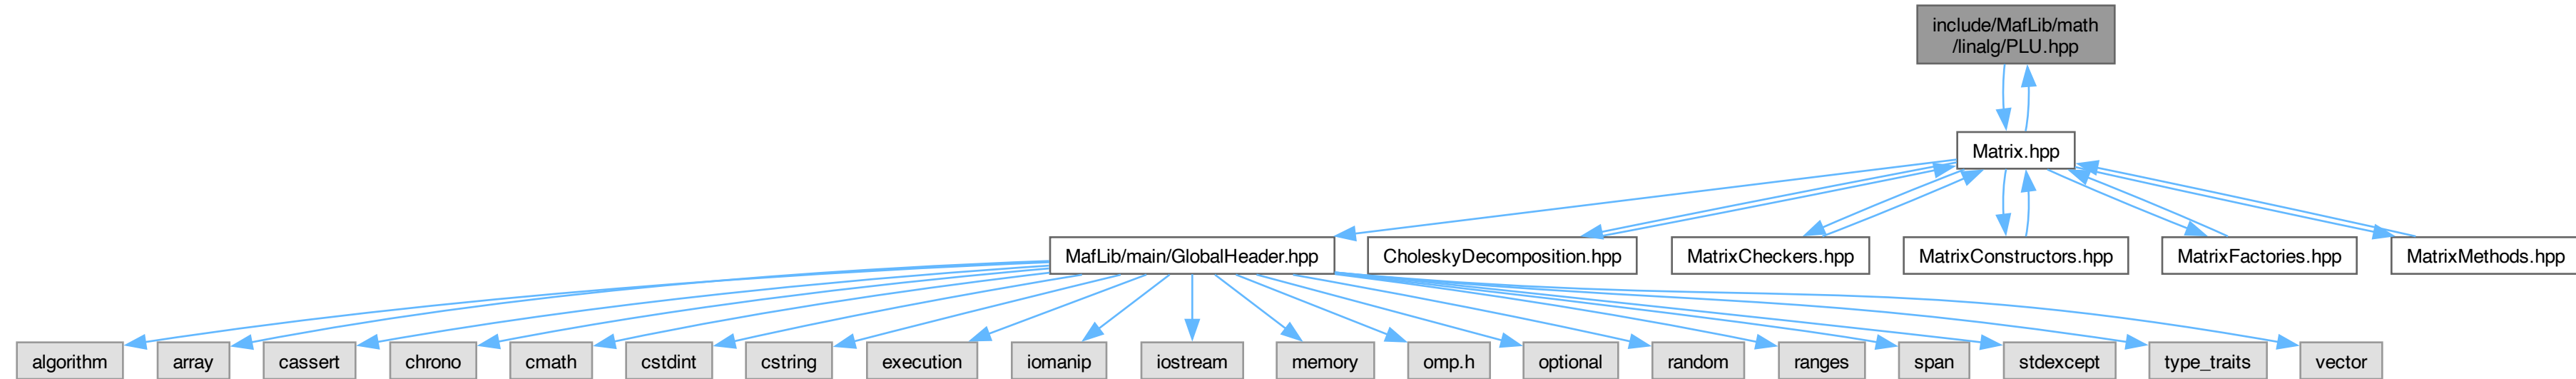 include/MafLib/math
/linalg/PLU.hpp
Matrix.hpp
MafLib/main/GlobalHeader.hpp
CholeskyDecomposition.hpp
MatrixCheckers.hpp
MatrixConstructors.hpp
MatrixFactories.hpp
MatrixMethods.hpp
algorithm
array
cassert
chrono
cmath
cstdint
cstring
execution
iomanip
iostream
memory
omp.h
optional
random
ranges
span
stdexcept
type_traits
vector